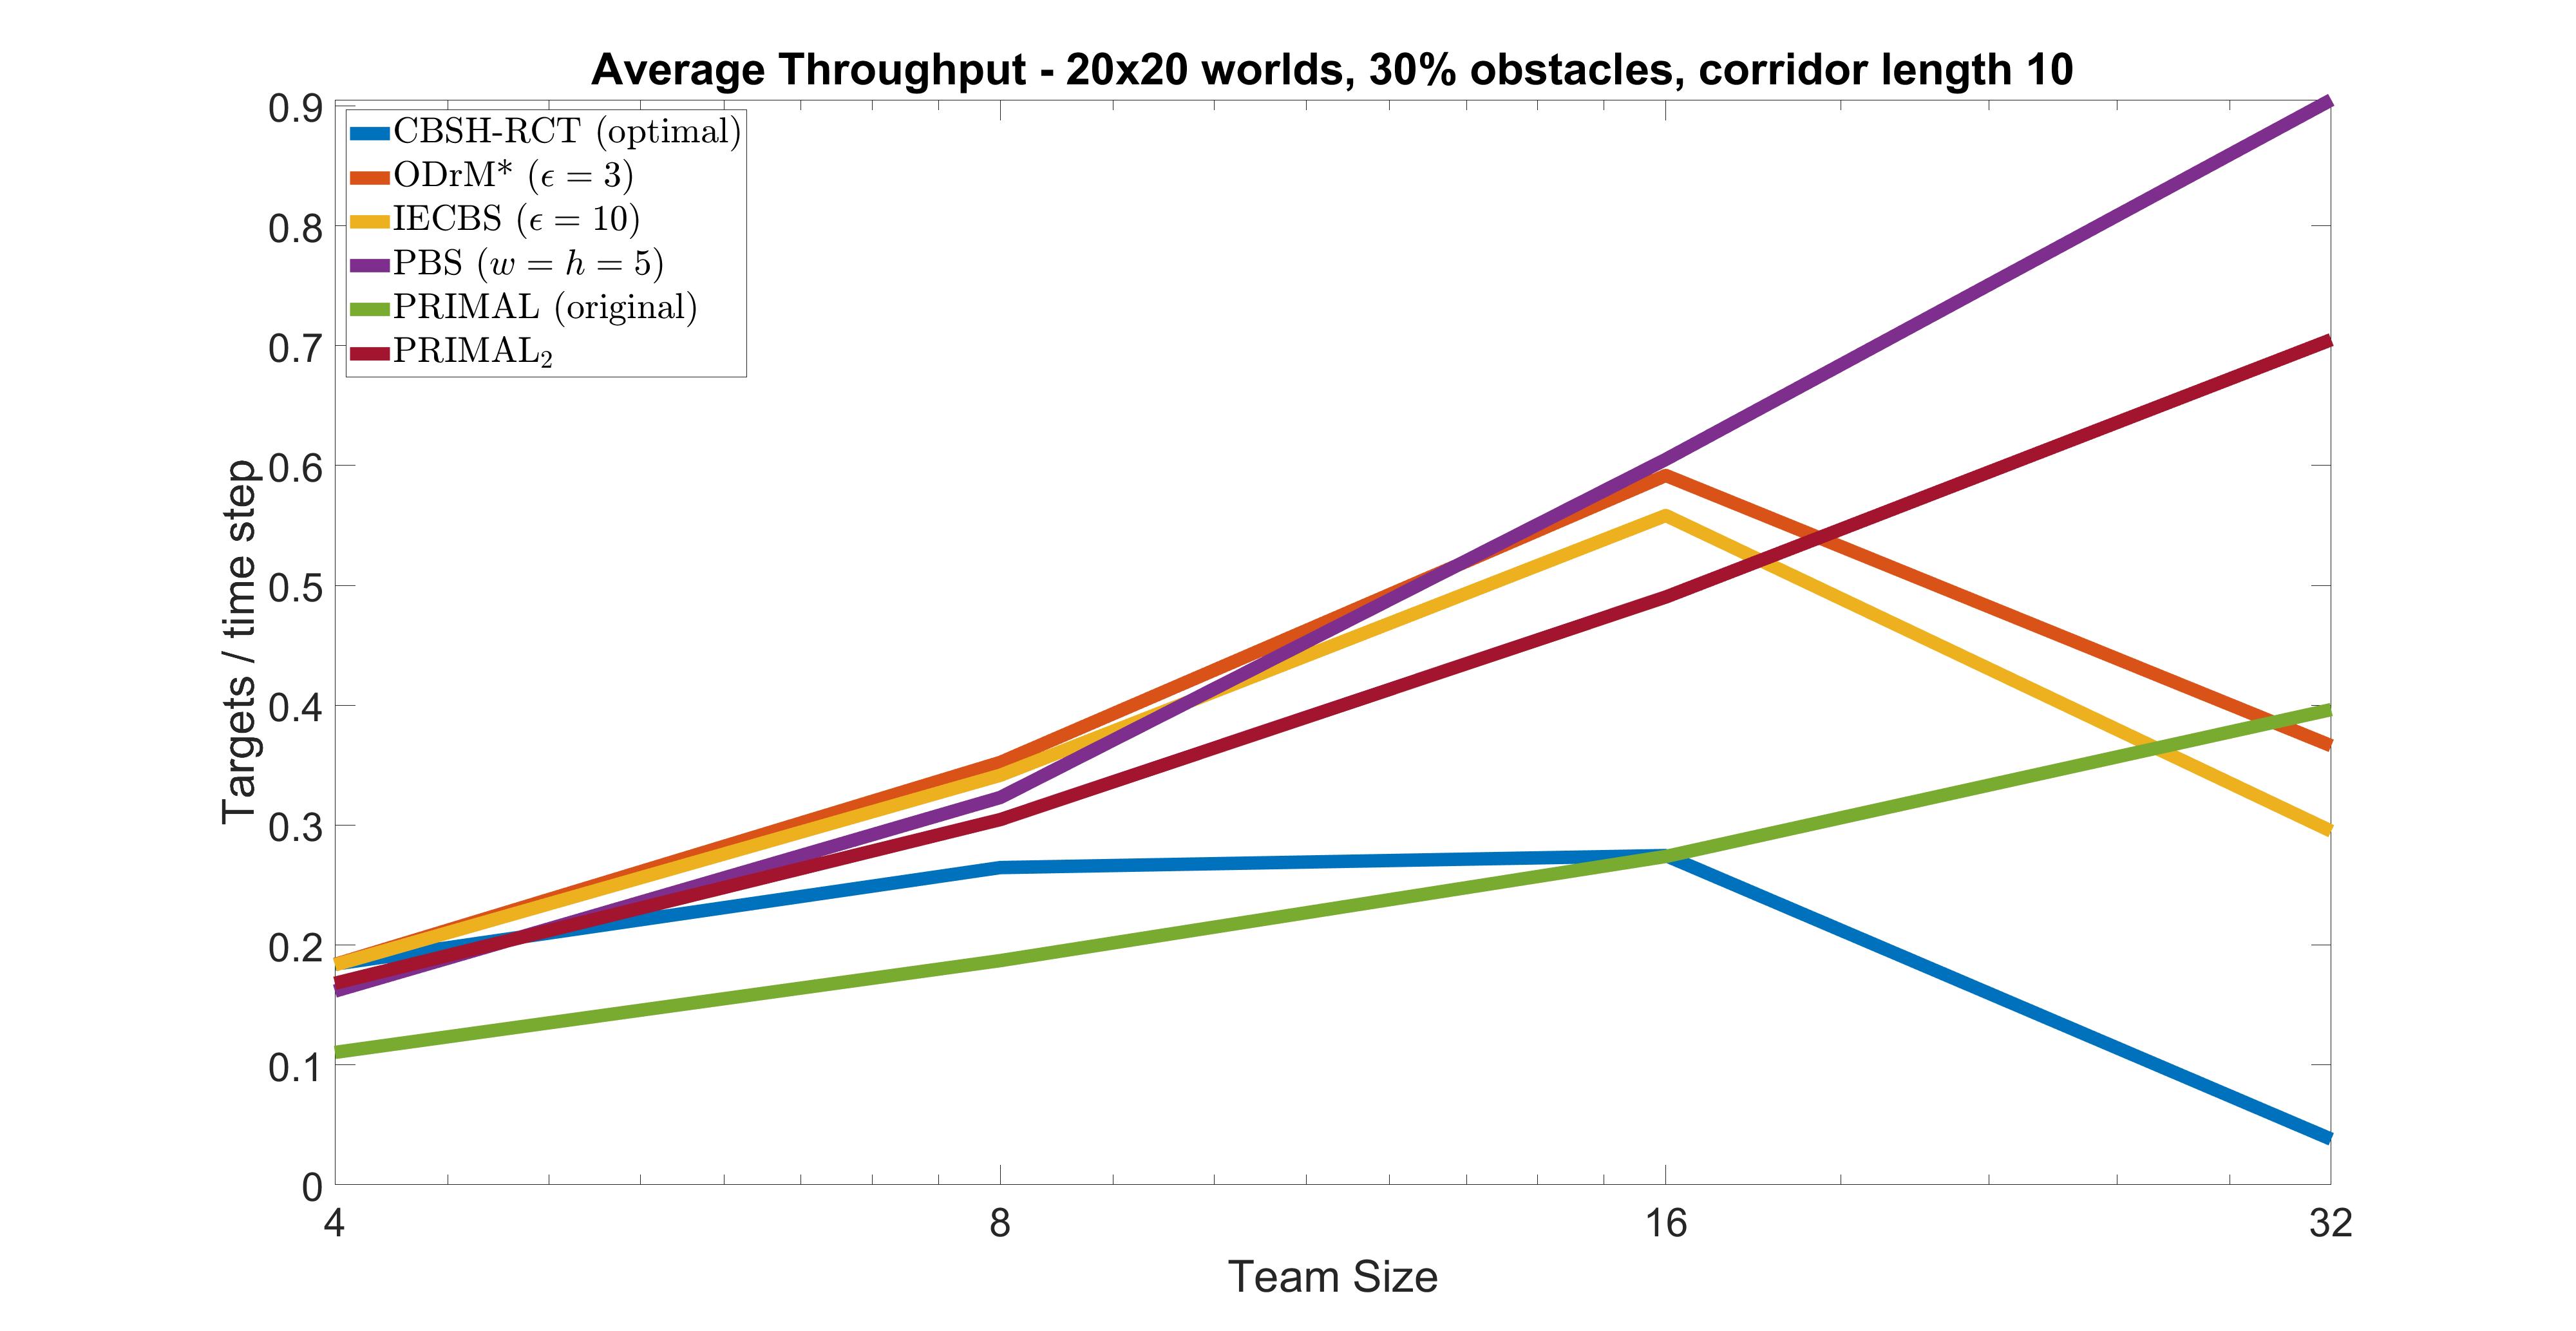 Average Throughput - 20x20 worlds, 30% obstacles, corridor length 10
CBSH-RCT (optimal)
ODrM* (ϵ = 3)
IECBS (ϵ = 10)
PBS (w = h = 5)
PRIMAL (original)
PRIMAL₂
Targets / time step
0.9
0.8
0.7
0.6
0.5
0.4
0.3
0.2
0.1
0
4 8 16 32
Team Size